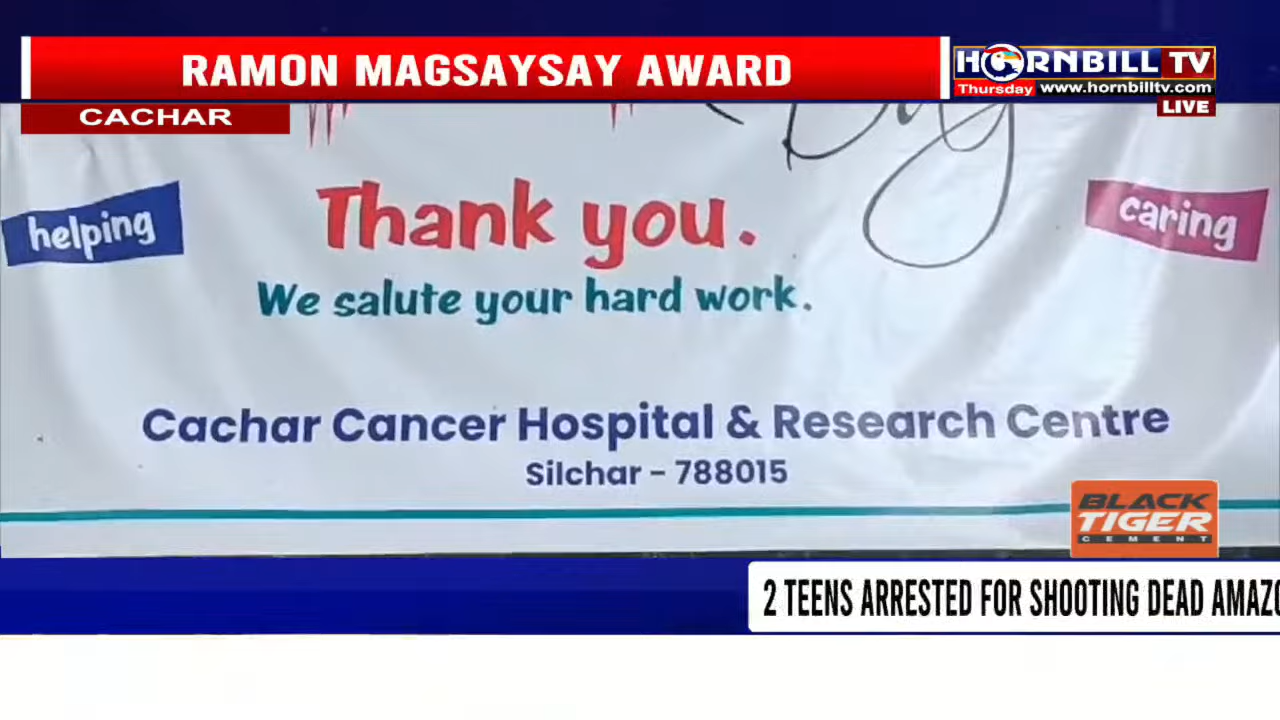 RAMON MAGSAYSAY AWARD
HORNBILL TV
Thursday www.hornbilltv.com
LIVE
CACHAR
helping
Thank you.
caring
We salute your hard work.
Cachar Cancer Hospital & Research Centre
Silchar - 788015
BLACK
TIGER
CEMENT
2 TEENS ARRESTED FOR SHOOTING DEAD